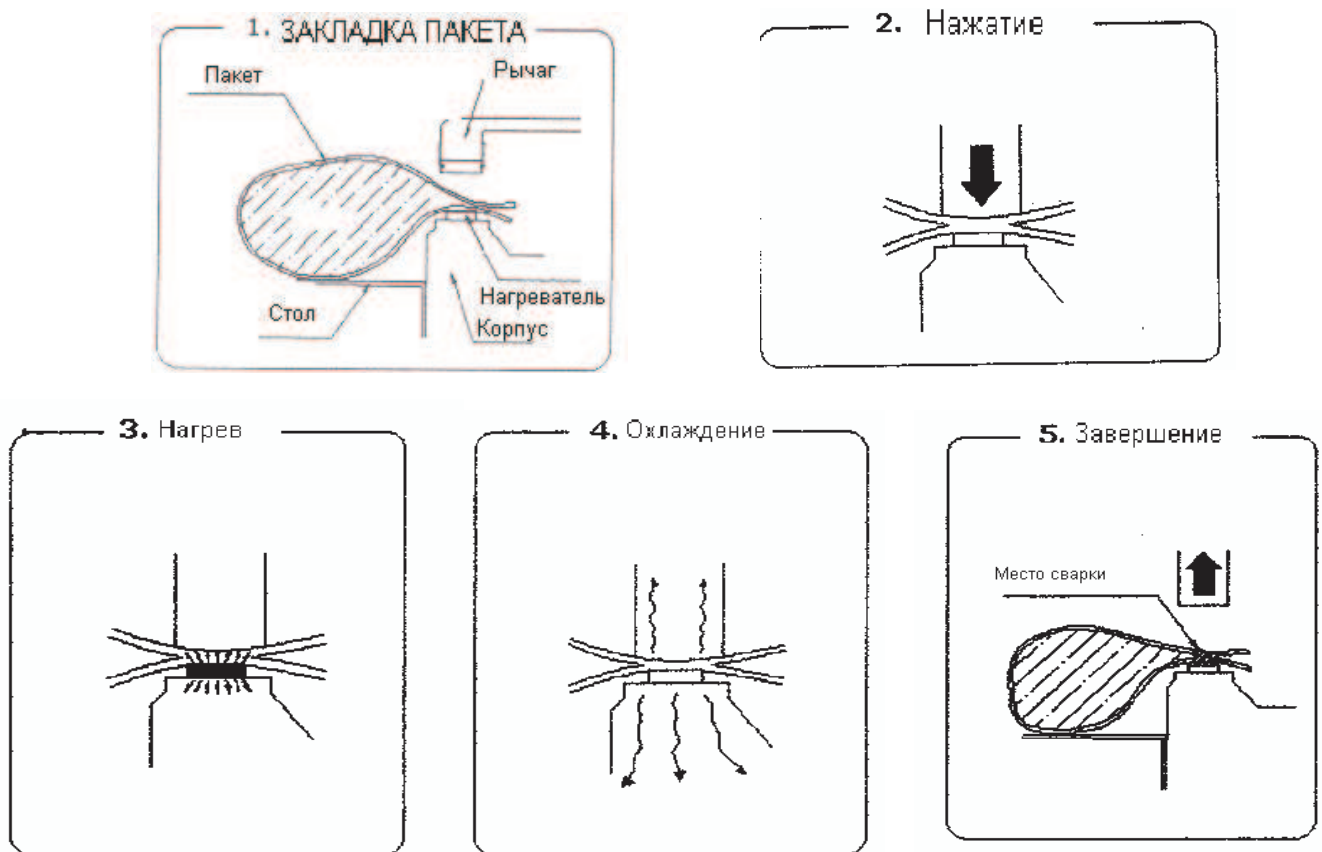 1. ЗАКЛАДКА ПАКЕТА
Пакет
Рычаг
Нагреватель
Стол
Корпус
2. Нажатие
3. Нагрев
4. Охлаждение
5. Завершение
Место сварки